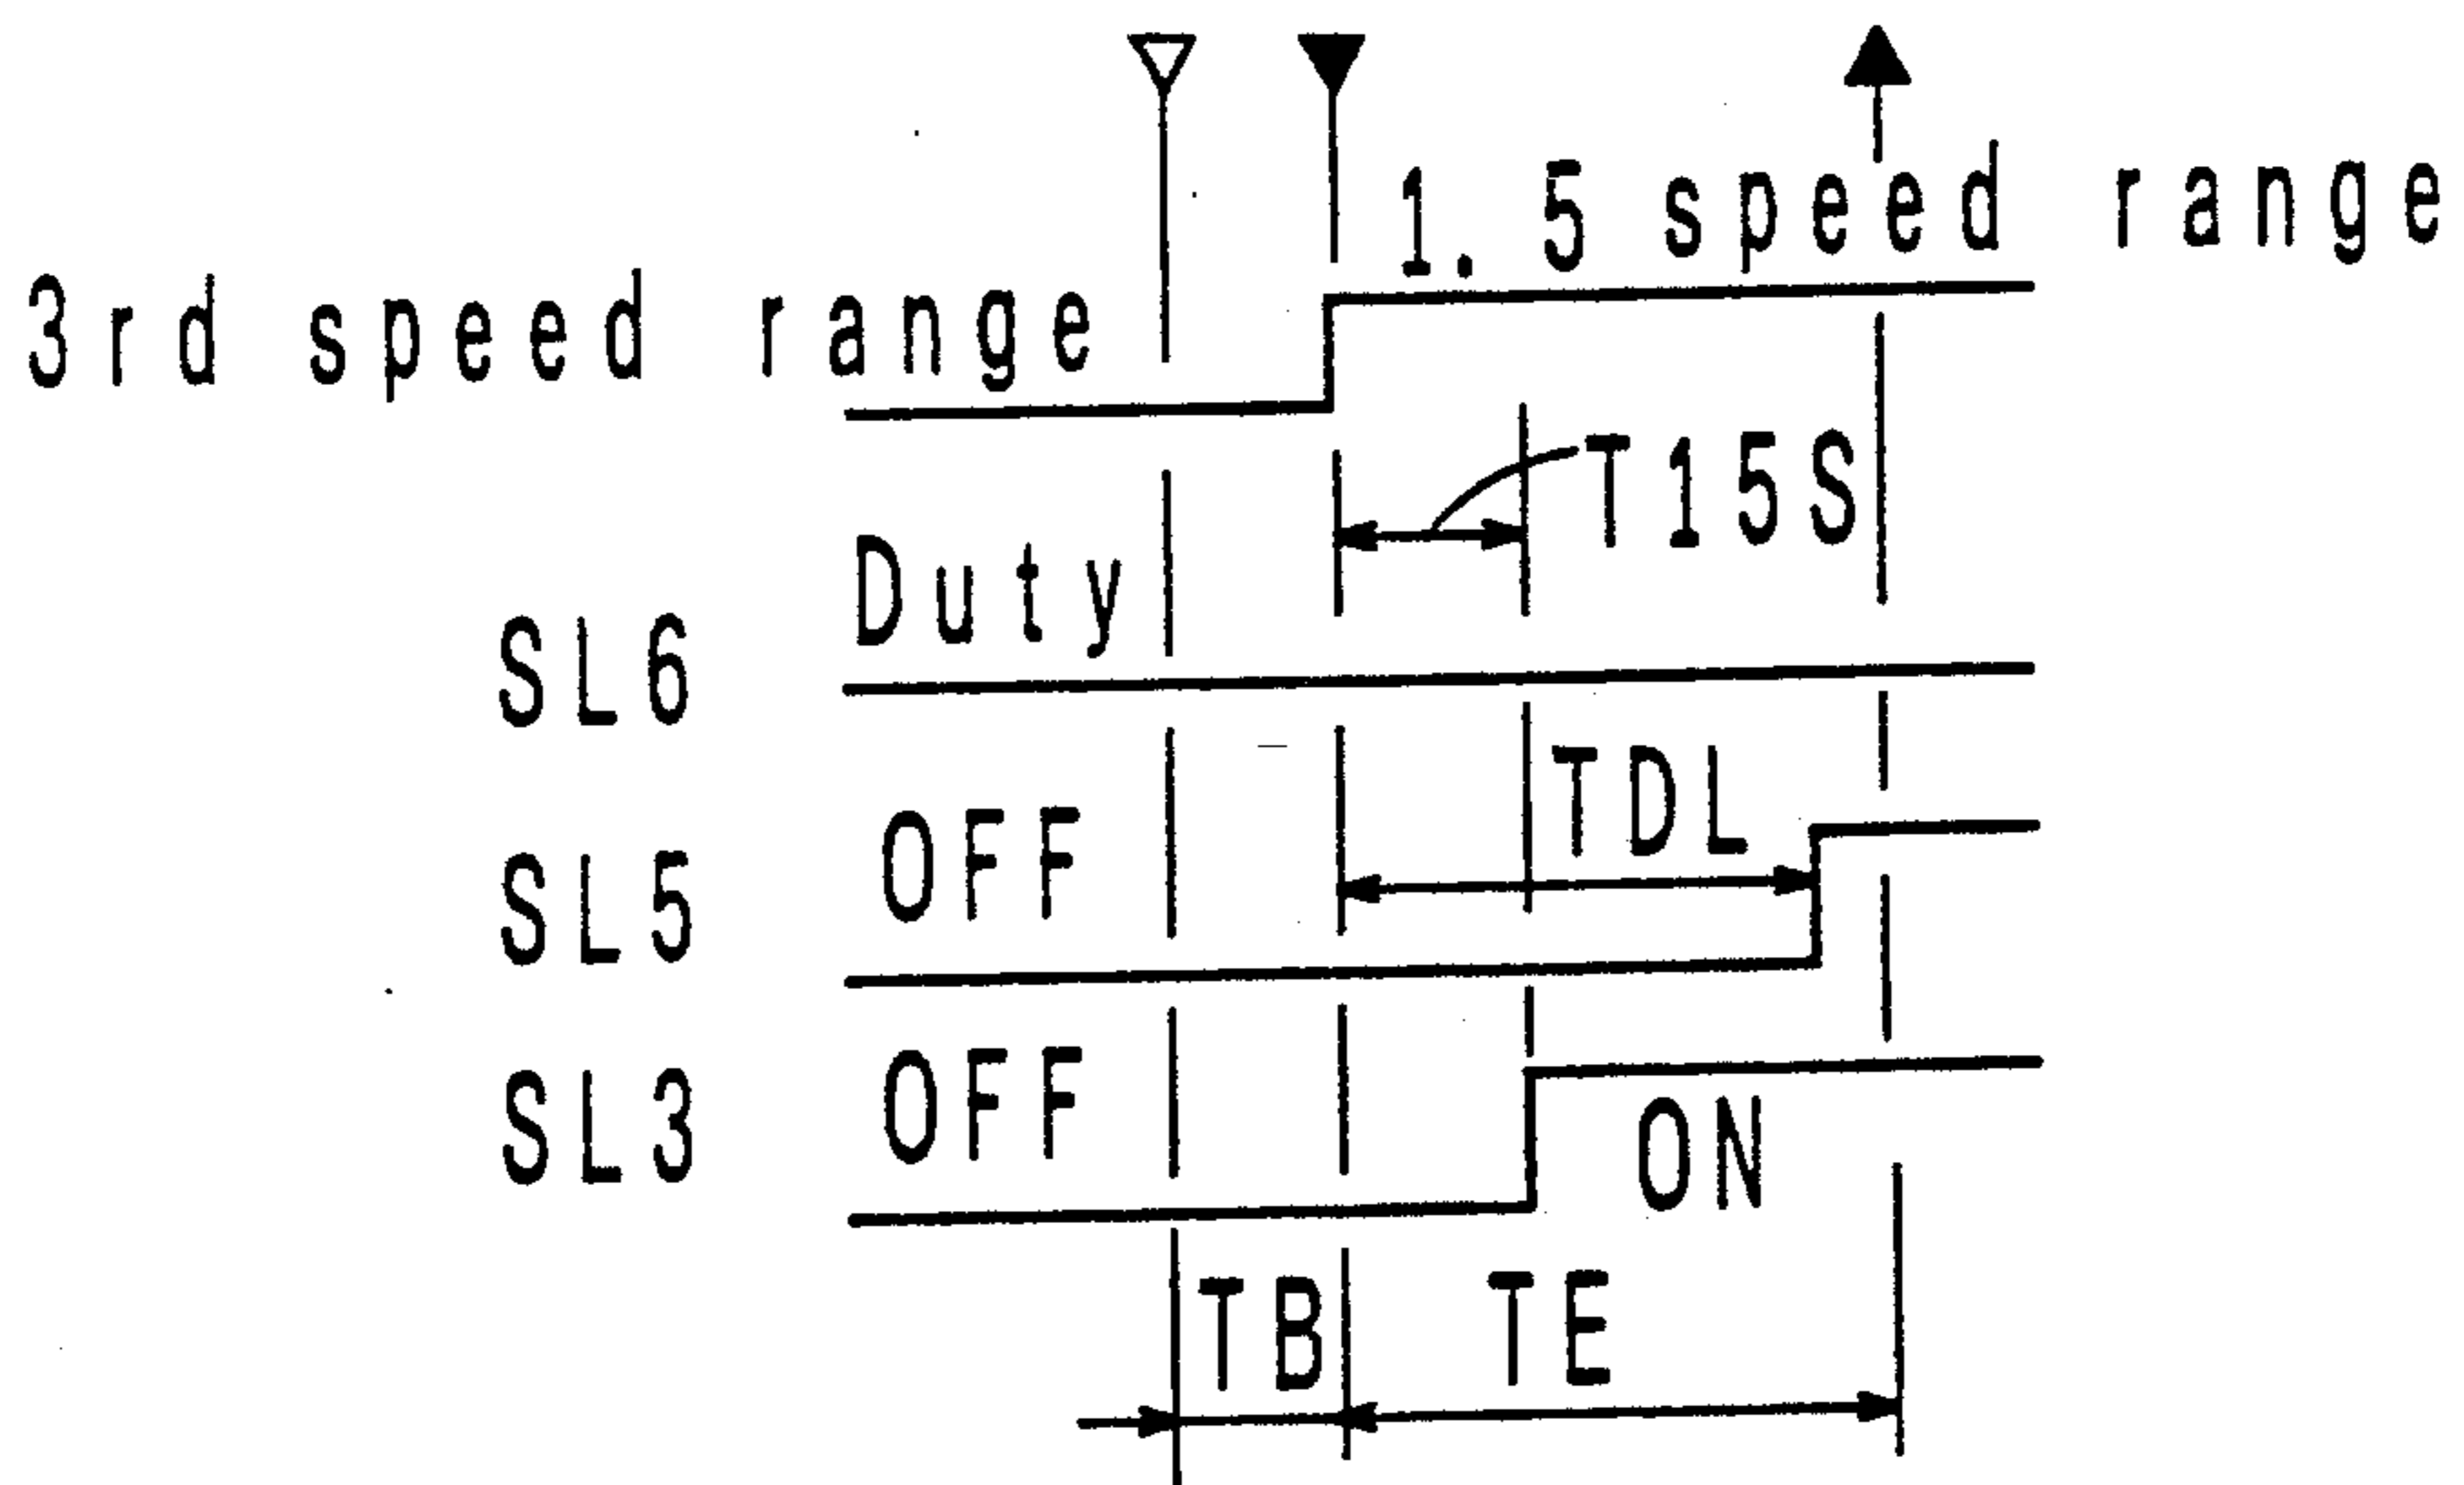 1.5 speed range
3rd speed range
T15S
SL6 Duty
TDL
SL5 OFF
SL3 OFF
ON
TB TE